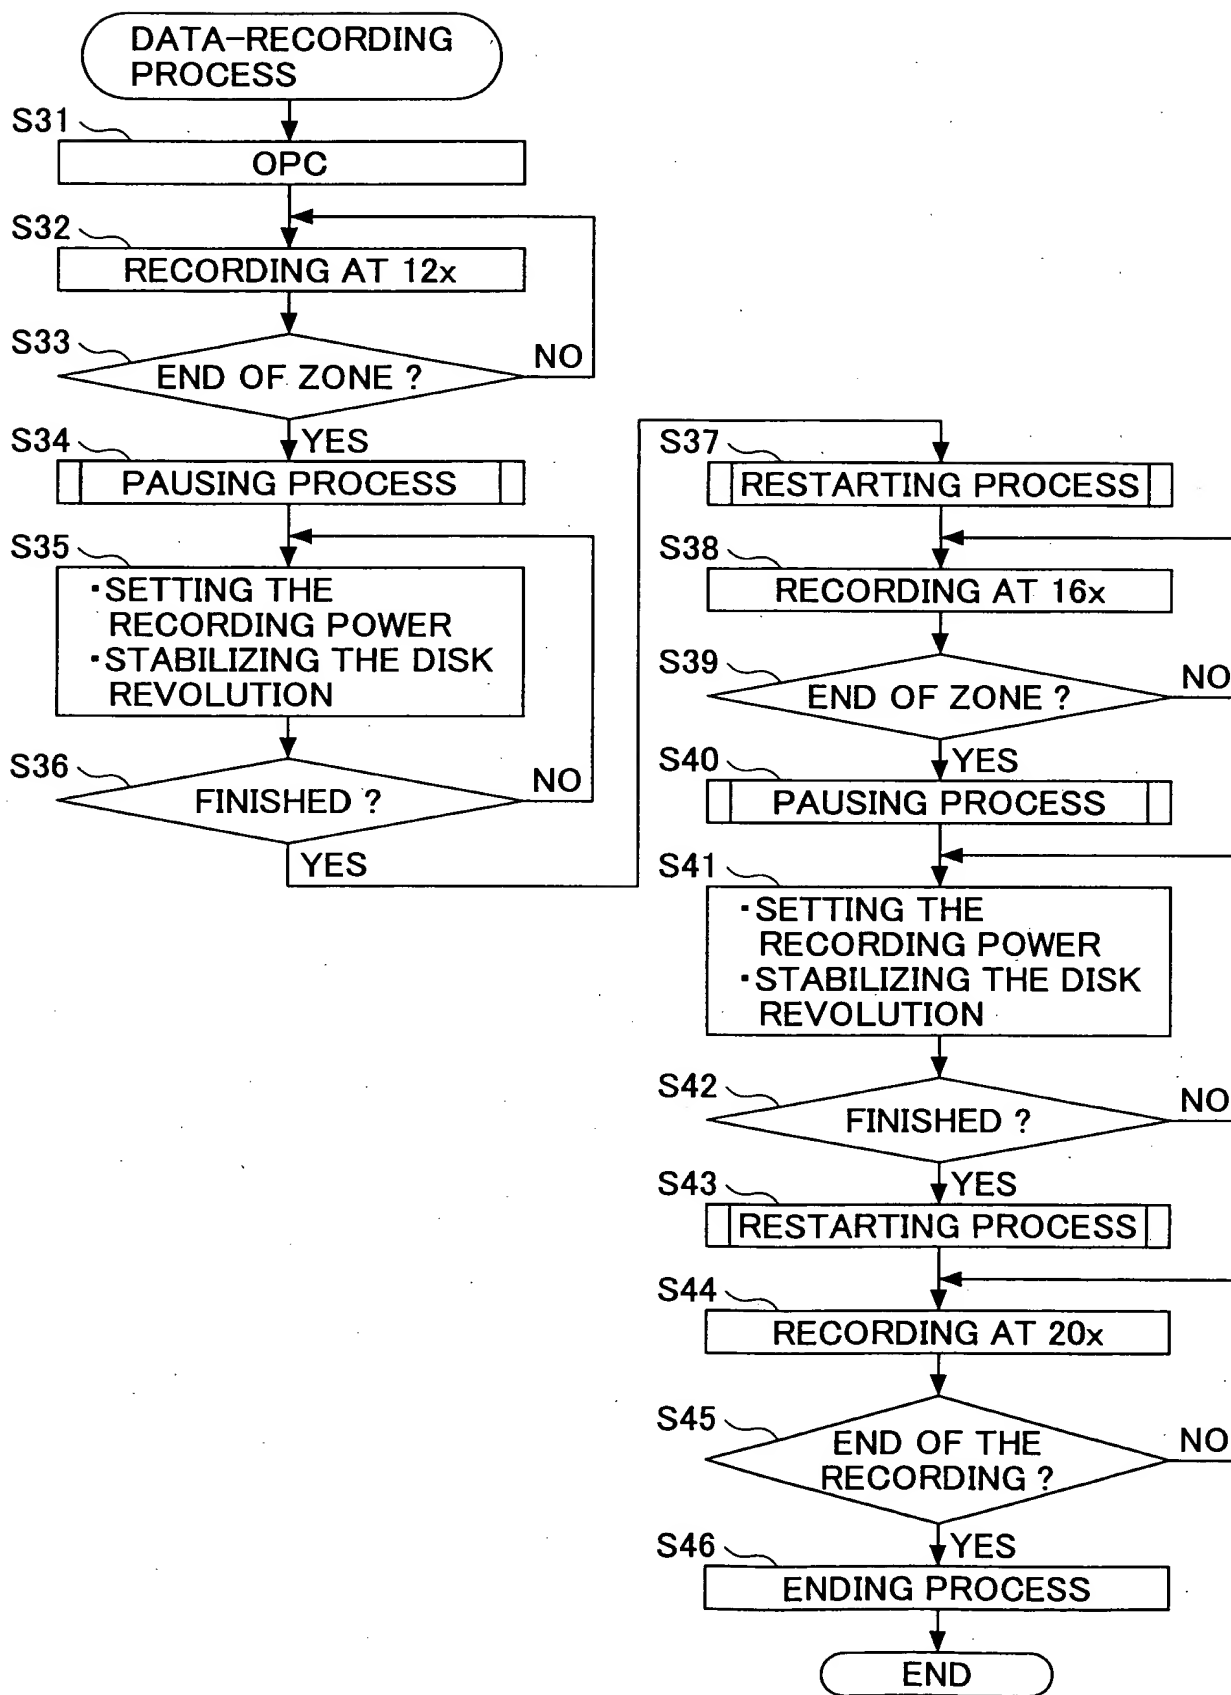 DATA-RECORDING
PROCESS
S31
OPC
S32
RECORDING AT 12x
S33
END OF ZONE ?
NO
YES
S34
PAUSING PROCESS
S35
・SETTING THE
RECORDING POWER
・STABILIZING THE DISK
REVOLUTION
S36
FINISHED ?
NO
YES
S37
RESTARTING PROCESS
S38
RECORDING AT 16x
S39
END OF ZONE ?
NO
YES
S40
PAUSING PROCESS
S41
・SETTING THE
RECORDING POWER
・STABILIZING THE DISK
REVOLUTION
S42
FINISHED ?
NO
YES
S43
RESTARTING PROCESS
S44
RECORDING AT 20x
S45
END OF THE
RECORDING ?
NO
YES
S46
ENDING PROCESS
END